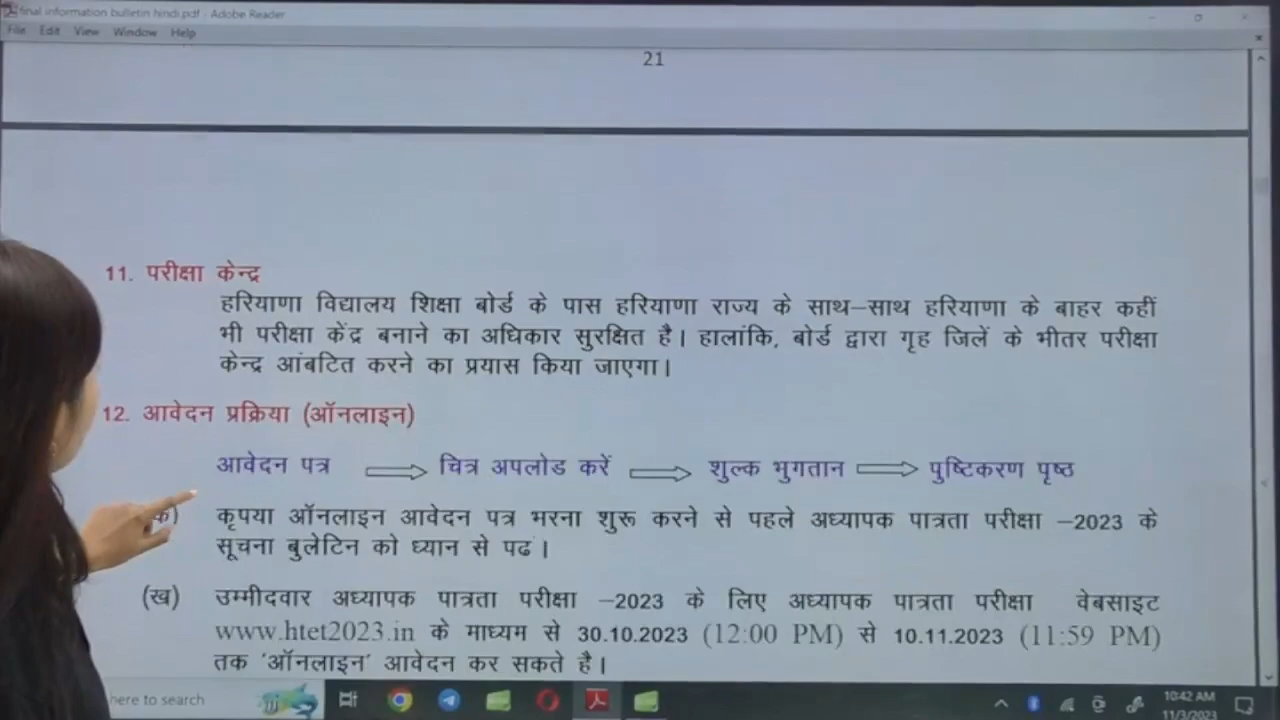 final information bulletin hindi.pdf - Adobe Reader
File Edit View Window Help
21
11. परीक्षा केन्द्र
हरियाणा विद्यालय शिक्षा बोर्ड के पास हरियाणा राज्य के साथ–साथ हरियाणा के बाहर कहीं
भी परीक्षा केंद्र बनाने का अधिकार सुरक्षित है। हालांकि, बोर्ड द्वारा गृह जिलें के भीतर परीक्षा
केन्द्र आंबटित करने का प्रयास किया जाएगा।
12. आवेदन प्रक्रिया (ऑनलाइन)
आवेदन पत्र ⇨ चित्र अपलोड करें ⇨ शुल्क भुगतान ⇨ पुष्टिकरण पृष्ठ
क) कृपया ऑनलाइन आवेदन पत्र भरना शुरू करने से पहले अध्यापक पात्रता परीक्षा –2023 के
सूचना बुलेटिन को ध्यान से पढ ।
(ख) उम्मीदवार अध्यापक पात्रता परीक्षा –2023 के लिए अध्यापक पात्रता परीक्षा वेबसाइट
www.htet2023.in के माध्यम से 30.10.2023 (12:00 PM) से 10.11.2023 (11:59 PM)
तक 'ऑनलाइन' आवेदन कर सकते है।
here to search
10:42 AM
11/3/2023